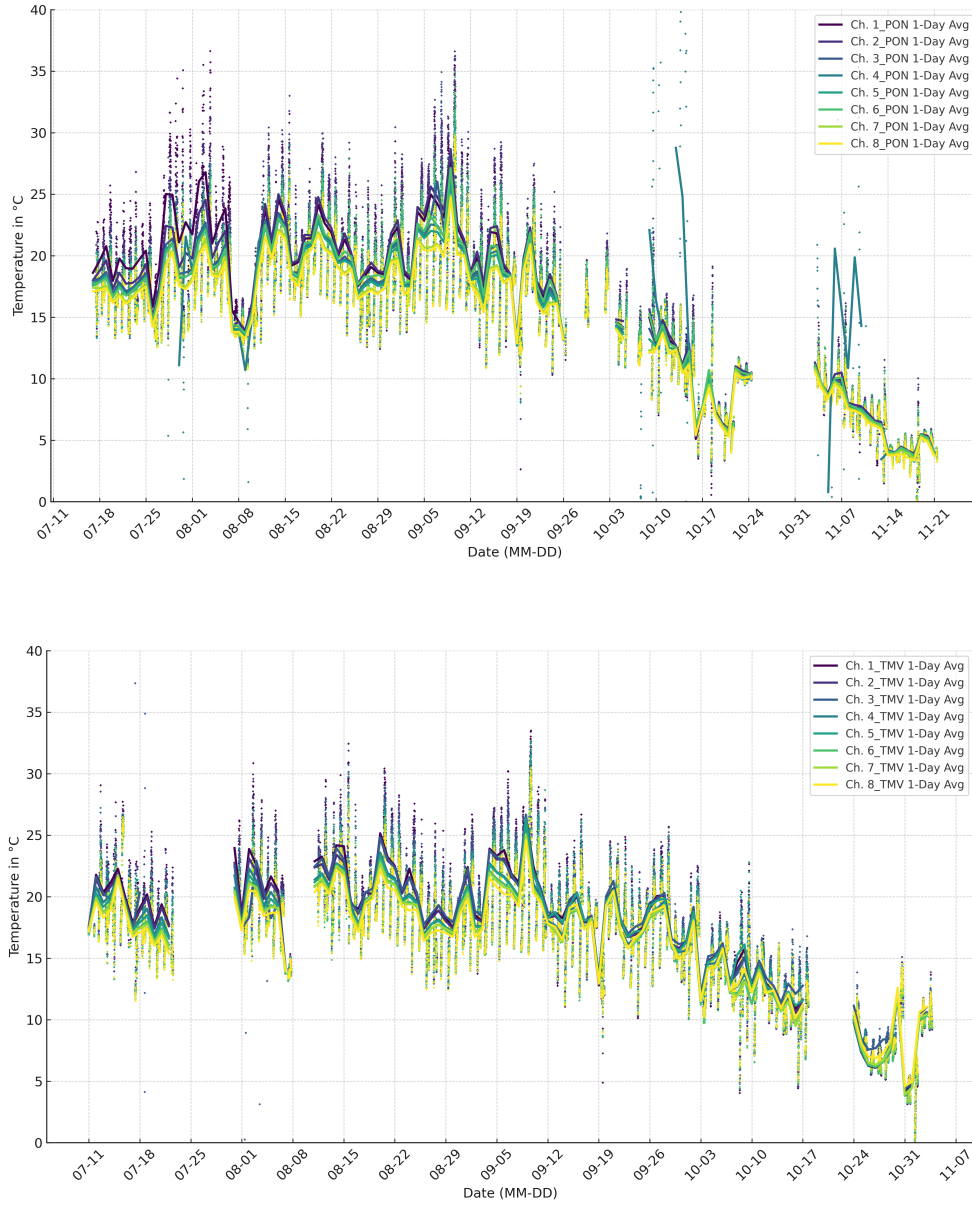 40
35
30
25
20
15
10
5
0
Temperature in °C
Ch. 1_PON 1-Day Avg
Ch. 2_PON 1-Day Avg
Ch. 3_PON 1-Day Avg
Ch. 4_PON 1-Day Avg
Ch. 5_PON 1-Day Avg
Ch. 6_PON 1-Day Avg
Ch. 7_PON 1-Day Avg
Ch. 8_PON 1-Day Avg
07-11 07-18 07-25 08-01 08-08 08-15 08-22 08-29 09-05 09-12 09-19 09-26 10-03 10-10 10-17 10-24 10-31 11-07 11-14 11-21
Date (MM-DD)
40
35
30
25
20
15
10
5
0
Temperature in °C
Ch. 1_TMV 1-Day Avg
Ch. 2_TMV 1-Day Avg
Ch. 3_TMV 1-Day Avg
Ch. 4_TMV 1-Day Avg
Ch. 5_TMV 1-Day Avg
Ch. 6_TMV 1-Day Avg
Ch. 7_TMV 1-Day Avg
Ch. 8_TMV 1-Day Avg
07-11 07-18 07-25 08-01 08-08 08-15 08-22 08-29 09-05 09-12 09-19 09-26 10-03 10-10 10-17 10-24 10-31 11-07
Date (MM-DD)